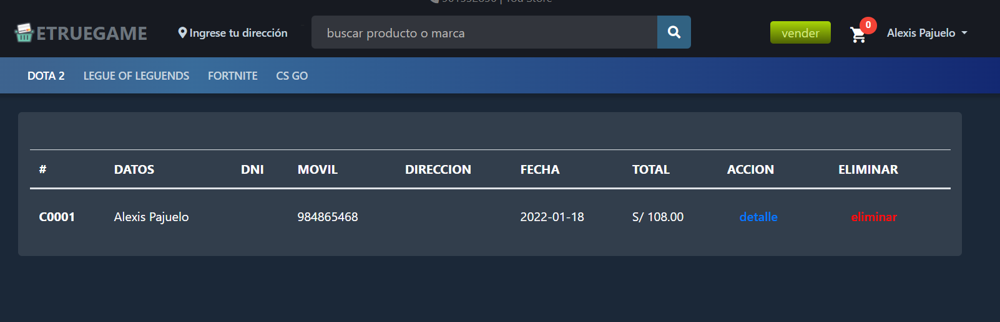 You Store
ETRUEGAME Ingrese tu dirección buscar producto o marca vender 0 Alexis Pajuelo
DOTA 2 LEGUE OF LEGUENDS FORTNITE CS GO
# DATOS DNI MOVIL DIRECCION FECHA TOTAL ACCION ELIMINAR
C0001 Alexis Pajuelo 984865468 2022-01-18 S/ 108.00 detalle eliminar